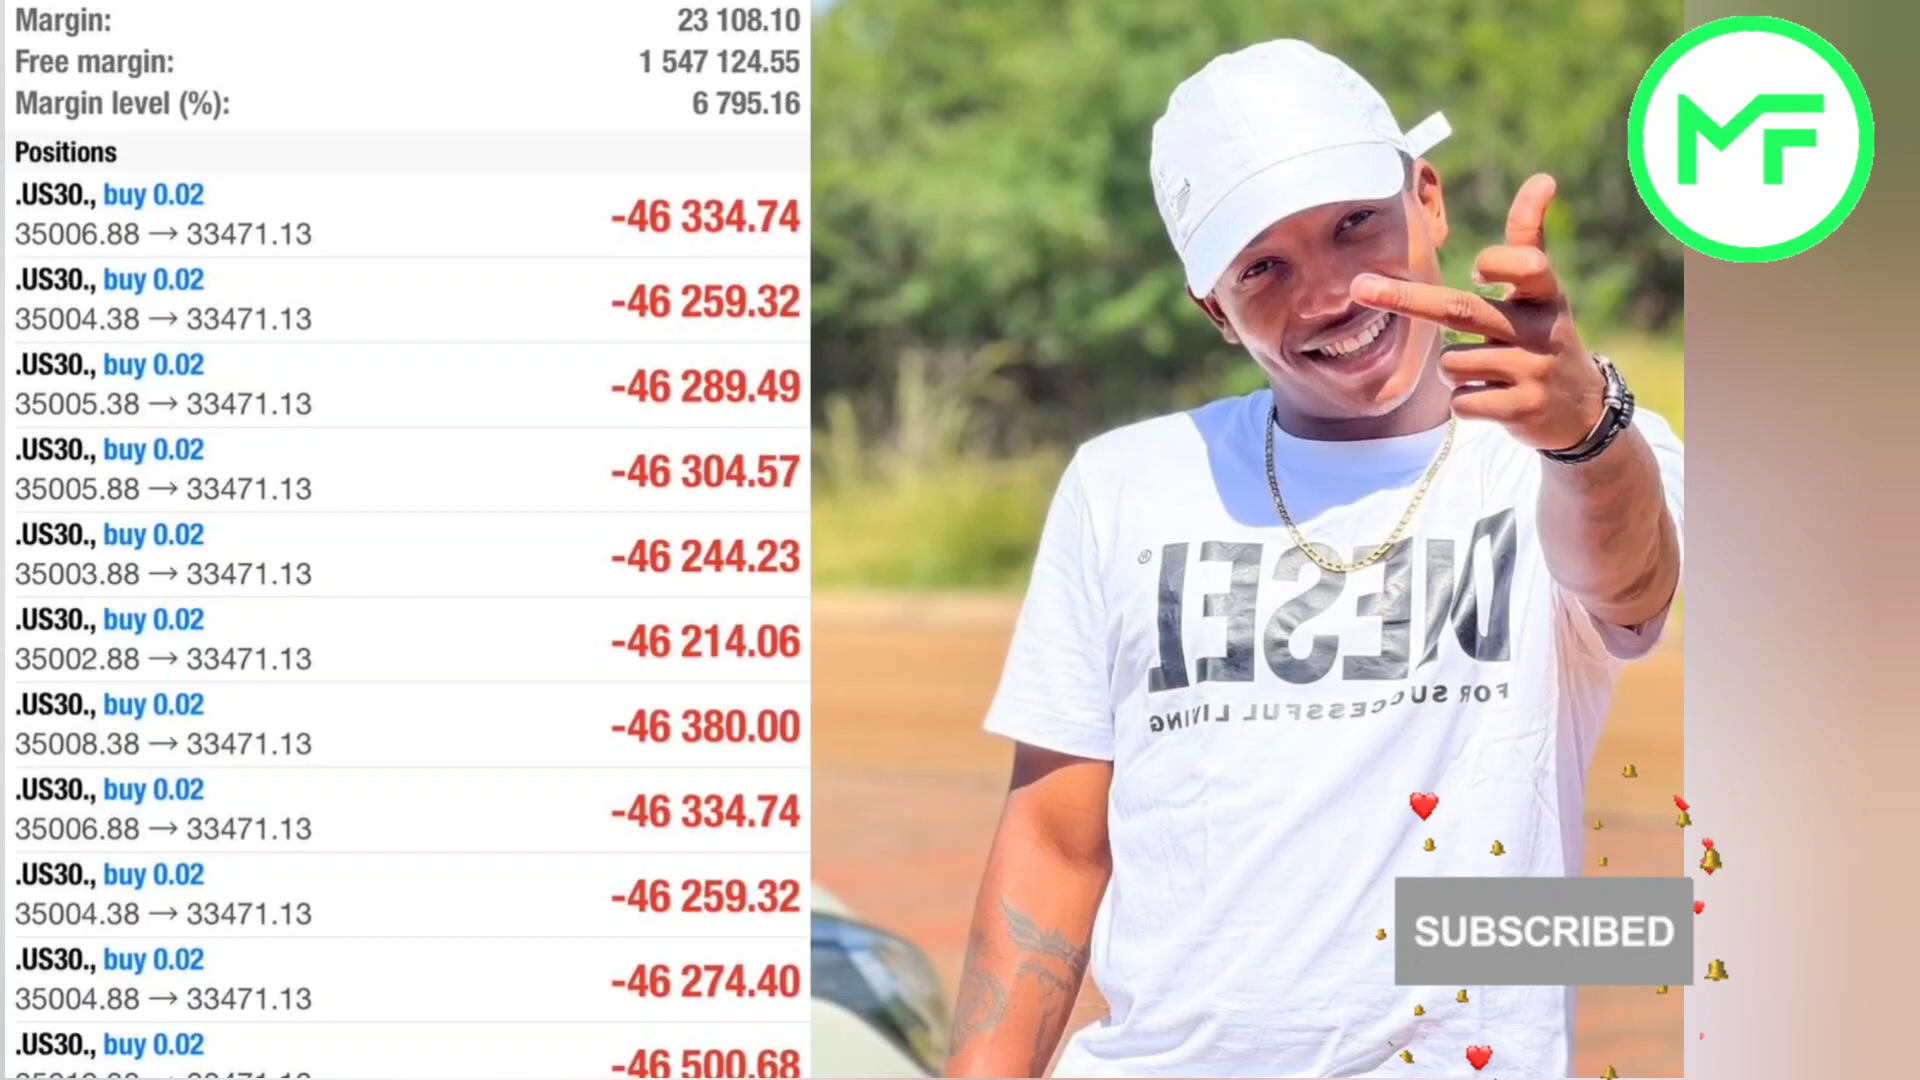 Margin: 23 108.10
Free margin: 1 547 124.55
Margin level (%): 6 795.16
Positions
.US30., buy 0.02 -46 334.74
35006.88 → 33471.13
.US30., buy 0.02 -46 259.32
35004.38 → 33471.13
.US30., buy 0.02 -46 289.49
35005.38 → 33471.13
.US30., buy 0.02 -46 304.57
35005.88 → 33471.13
.US30., buy 0.02 -46 244.23
35003.88 → 33471.13
.US30., buy 0.02 -46 214.06
35002.88 → 33471.13
.US30., buy 0.02 -46 380.00
35008.38 → 33471.13
.US30., buy 0.02 -46 334.74
35006.88 → 33471.13
.US30., buy 0.02 -46 259.32
35004.38 → 33471.13
.US30., buy 0.02 -46 274.40
35004.88 → 33471.13
.US30., buy 0.02 -46 500.68
MF
DIESEL
®
FOR SUCCESSFUL LIVING
SUBSCRIBED